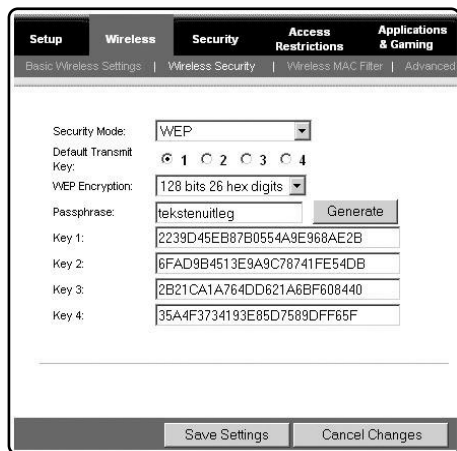 Setup Wireless Security Access Restrictions Applications & Gaming
Basic Wireless Settings | Wireless Security | Wireless MAC Filter | Advanced
Security Mode: WEP
Default Transmit Key: 1 2 3 4
WEP Encryption: 128 bits 26 hex digits
Passphrase: tekstenuitleg Generate
Key 1: 2239D45EB87B0554A9E968AE2B
Key 2: 6FAD9B4513E9A9C78741FE54DB
Key 3: 2B21CA1A764DD621A6BF608440
Key 4: 35A4F3734193E85D7589DFF65F
Save Settings Cancel Changes